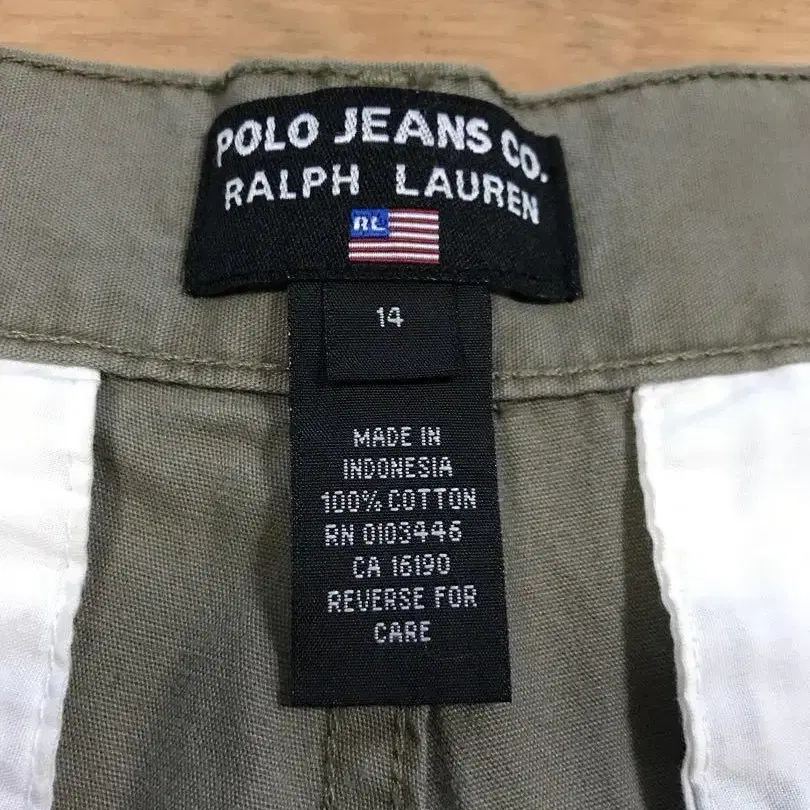 POLO JEANS CO.
RALPH LAUREN
RL
14
MADE IN
INDONESIA
100% COTTON
RN 0103446
CA 16190
REVERSE FOR
CARE